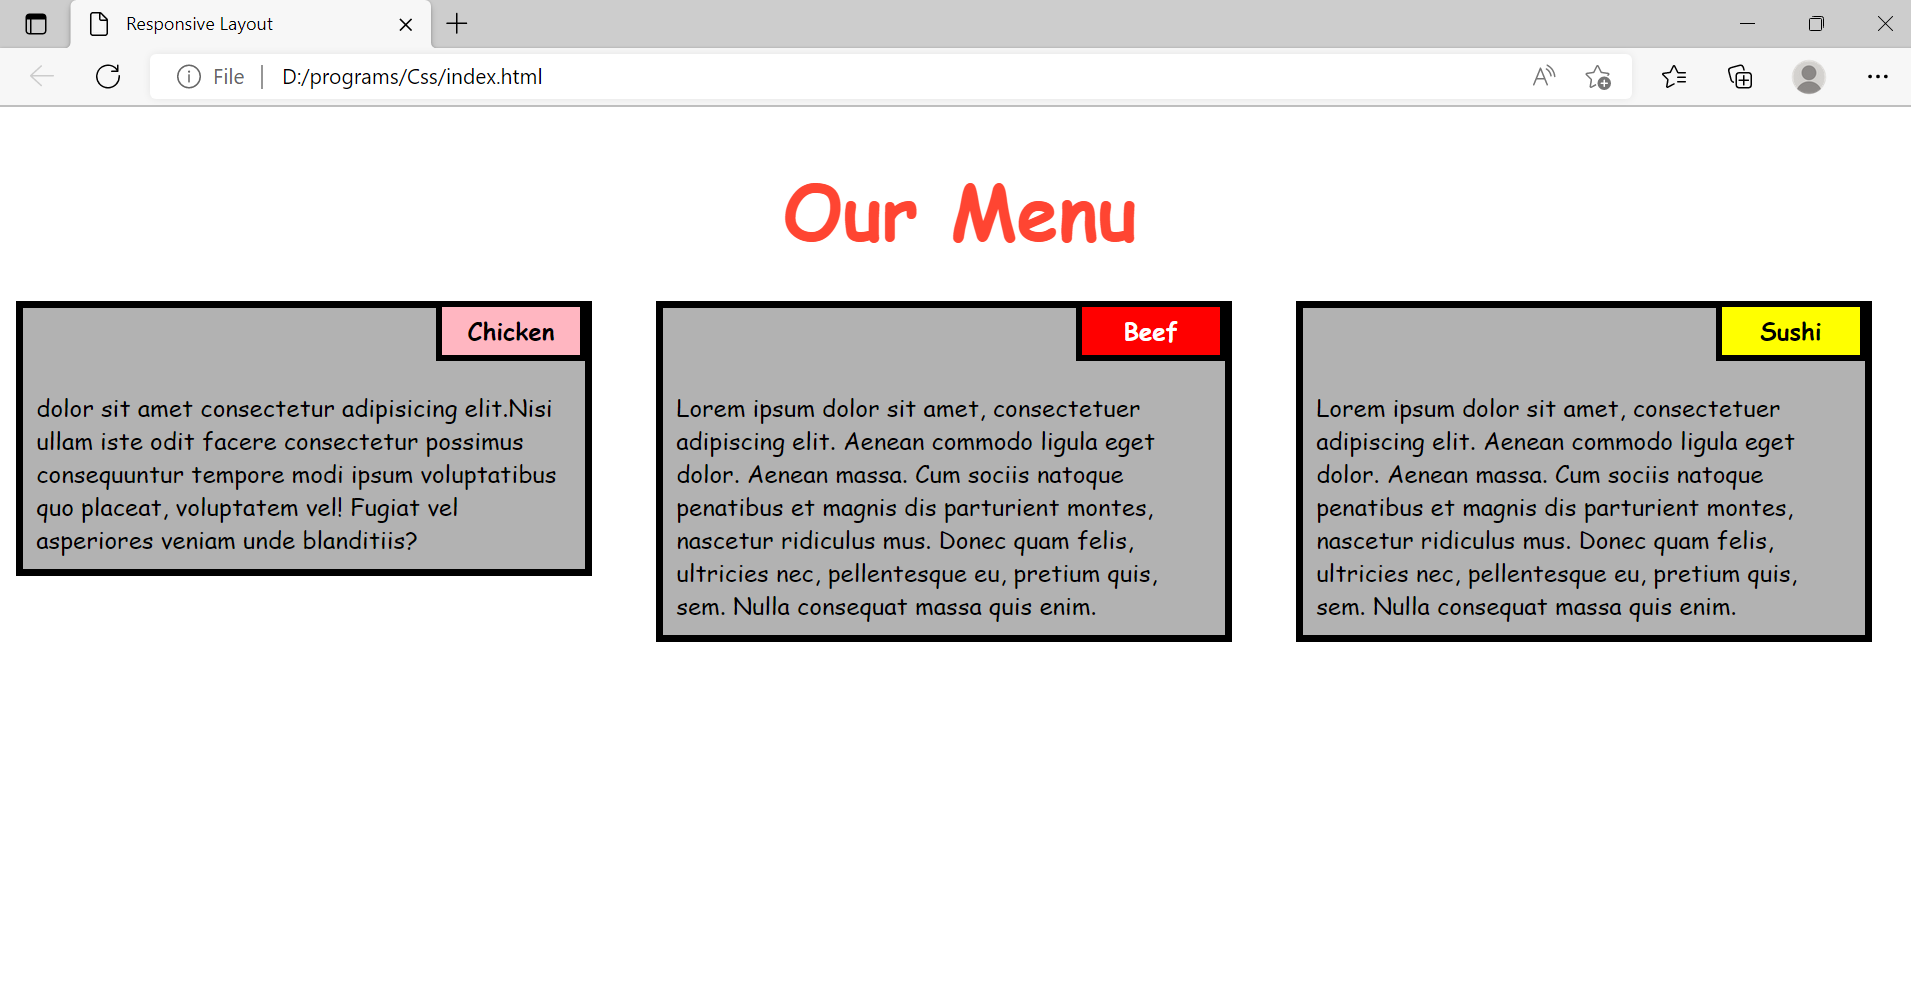 Responsive Layout
File D:/programs/Css/index.html
Our Menu
Chicken
dolor sit amet consectetur adipisicing elit.Nisi
ullam iste odit facere consectetur possimus
consequuntur tempore modi ipsum voluptatibus
quo placeat, voluptatem vel! Fugiat vel
asperiores veniam unde blanditiis?
Beef
Lorem ipsum dolor sit amet, consectetuer
adipiscing elit. Aenean commodo ligula eget
dolor. Aenean massa. Cum sociis natoque
penatibus et magnis dis parturient montes,
nascetur ridiculus mus. Donec quam felis,
ultricies nec, pellentesque eu, pretium quis,
sem. Nulla consequat massa quis enim.
Sushi
Lorem ipsum dolor sit amet, consectetuer
adipiscing elit. Aenean commodo ligula eget
dolor. Aenean massa. Cum sociis natoque
penatibus et magnis dis parturient montes,
nascetur ridiculus mus. Donec quam felis,
ultricies nec, pellentesque eu, pretium quis,
sem. Nulla consequat massa quis enim.